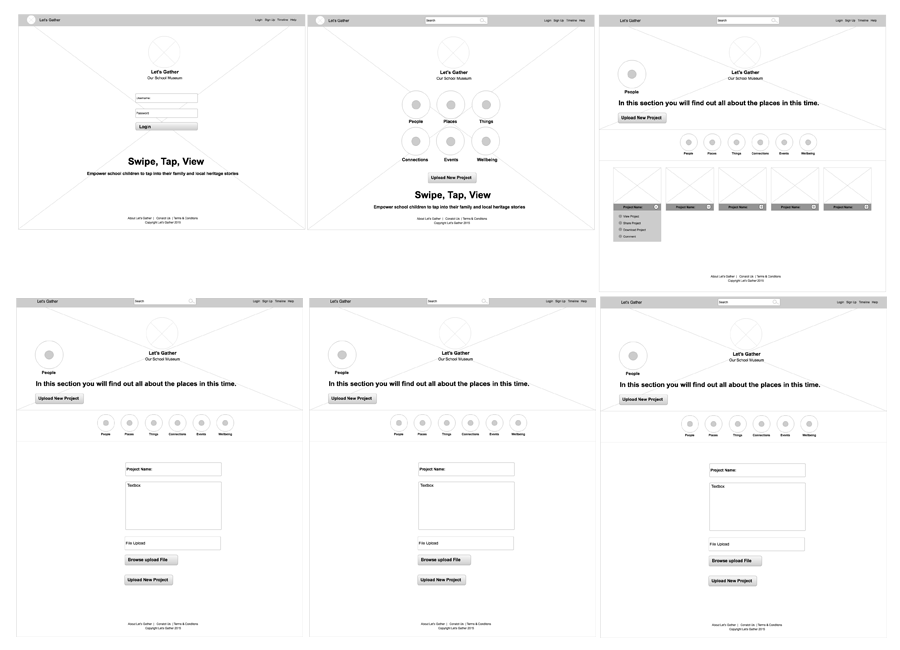 Let's Gather
Login Sign Up Timeline Help
Let's Gather
Our School Museum
Username
Password
Login
Swipe, Tap, View
Empower school children to tap into their family and local heritage stories
About Let's Gather | Conatct Us | Terms & Conditions
Copyright Let's Gather 2015
Let's Gather
Search
Login Sign Up Timeline Help
Let's Gather
Our School Museum
People Places Things
Connections Events Wellbeing
Upload New Project
Swipe, Tap, View
Empower school children to tap into their family and local heritage stories
About Let's Gather | Conatct Us | Terms & Conditions
Copyright Let's Gather 2015
Let's Gather
Search
Login Sign Up Timeline Help
Let's Gather
Our School Museum
People
In this section you will find out all about the places in this time.
Upload New Project
People Places Things Connections Events Wellbeing
Project Name Project Name Project Name Project Name Project Name
View Project
Share Project
Download Project
Comment
About Let's Gather | Conatct Us | Terms & Conditions
Copyright Let's Gather 2015
Let's Gather
Search
Login Sign Up Timeline Help
Let's Gather
Our School Museum
People
In this section you will find out all about the places in this time.
Upload New Project
People Places Things Connections Events Wellbeing
Project Name:
Textbox
File Upload
Browse upload File
Upload New Project
About Let's Gather | Conatct Us | Terms & Conditions
Copyright Let's Gather 2015
Let's Gather
Search
Login Sign Up Timeline Help
Let's Gather
Our School Museum
People
In this section you will find out all about the places in this time.
Upload New Project
People Places Things Connections Events Wellbeing
Project Name:
Textbox
File Upload
Browse upload File
Upload New Project
About Let's Gather | Conatct Us | Terms & Conditions
Copyright Let's Gather 2015
Let's Gather
Search
Login Sign Up Timeline Help
Let's Gather
Our School Museum
People
In this section you will find out all about the places in this time.
Upload New Project
People Places Things Connections Events Wellbeing
Project Name:
Textbox
File Upload
Browse upload File
Upload New Project
About Let's Gather | Conatct Us | Terms & Conditions
Copyright Let's Gather 2015